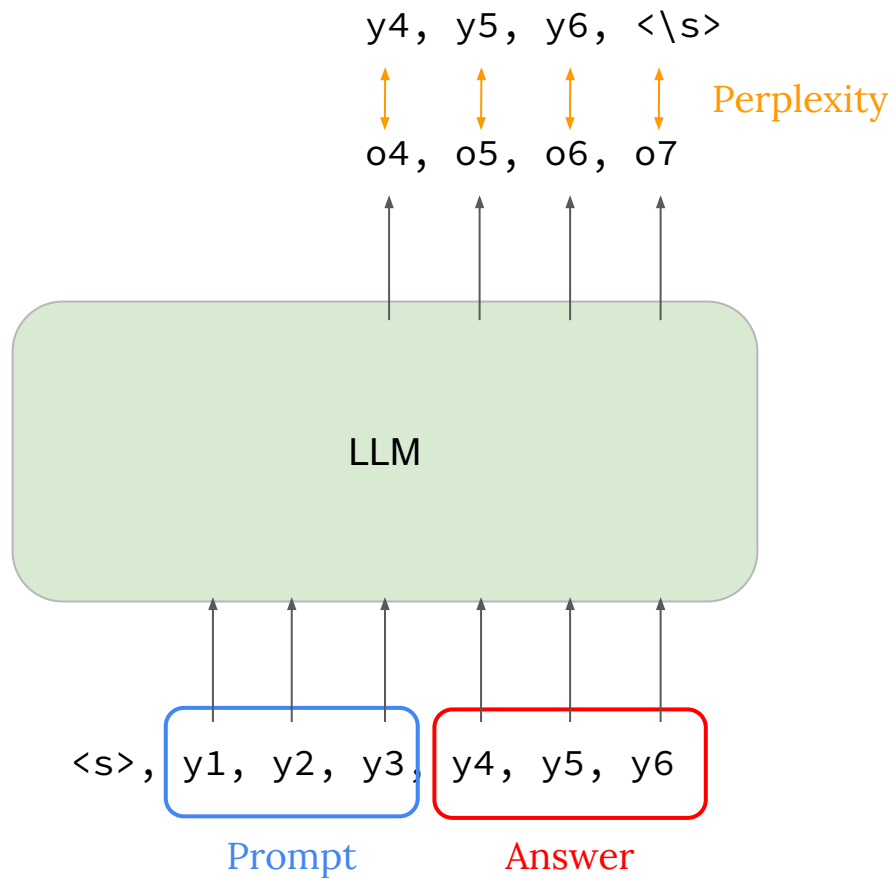 y4, y5, y6, <\s>
Perplexity
o4, o5, o6, o7
LLM
<s>, y1, y2, y3, y4, y5, y6
Prompt
Answer